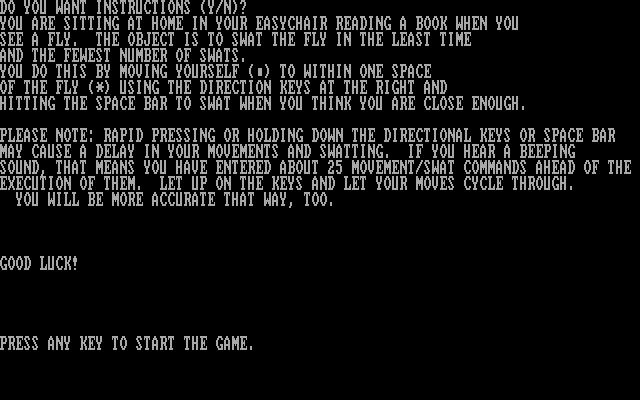 DO YOU WANT INSTRUCTIONS (Y/N)?
YOU ARE SITTING AT HOME IN YOUR EASYCHAIR READING A BOOK WHEN YOU
SEE A FLY.  THE OBJECT IS TO SWAT THE FLY IN THE LEAST TIME
AND THE FEWEST NUMBER OF SWATS.
YOU DO THIS BY MOVING YOURSELF (∎) TO WITHIN ONE SPACE
OF THE FLY (*) USING THE DIRECTION KEYS AT THE RIGHT AND
HITTING THE SPACE BAR TO SWAT WHEN YOU THINK YOU ARE CLOSE ENOUGH.
PLEASE NOTE: RAPID PRESSING OR HOLDING DOWN THE DIRECTIONAL KEYS OR SPACE BAR
MAY CAUSE A DELAY IN YOUR MOVEMENTS AND SWATTING.  IF YOU HEAR A BEEPING
SOUND, THAT MEANS YOU HAVE ENTERED ABOUT 25 MOVEMENT/SWAT COMMANDS AHEAD OF THE
EXECUTION OF THEM.  LET UP ON THE KEYS AND LET YOUR MOVES CYCLE THROUGH.
YOU WILL BE MORE ACCURATE THAT WAY, TOO.
GOOD LUCK!
PRESS ANY KEY TO START THE GAME.